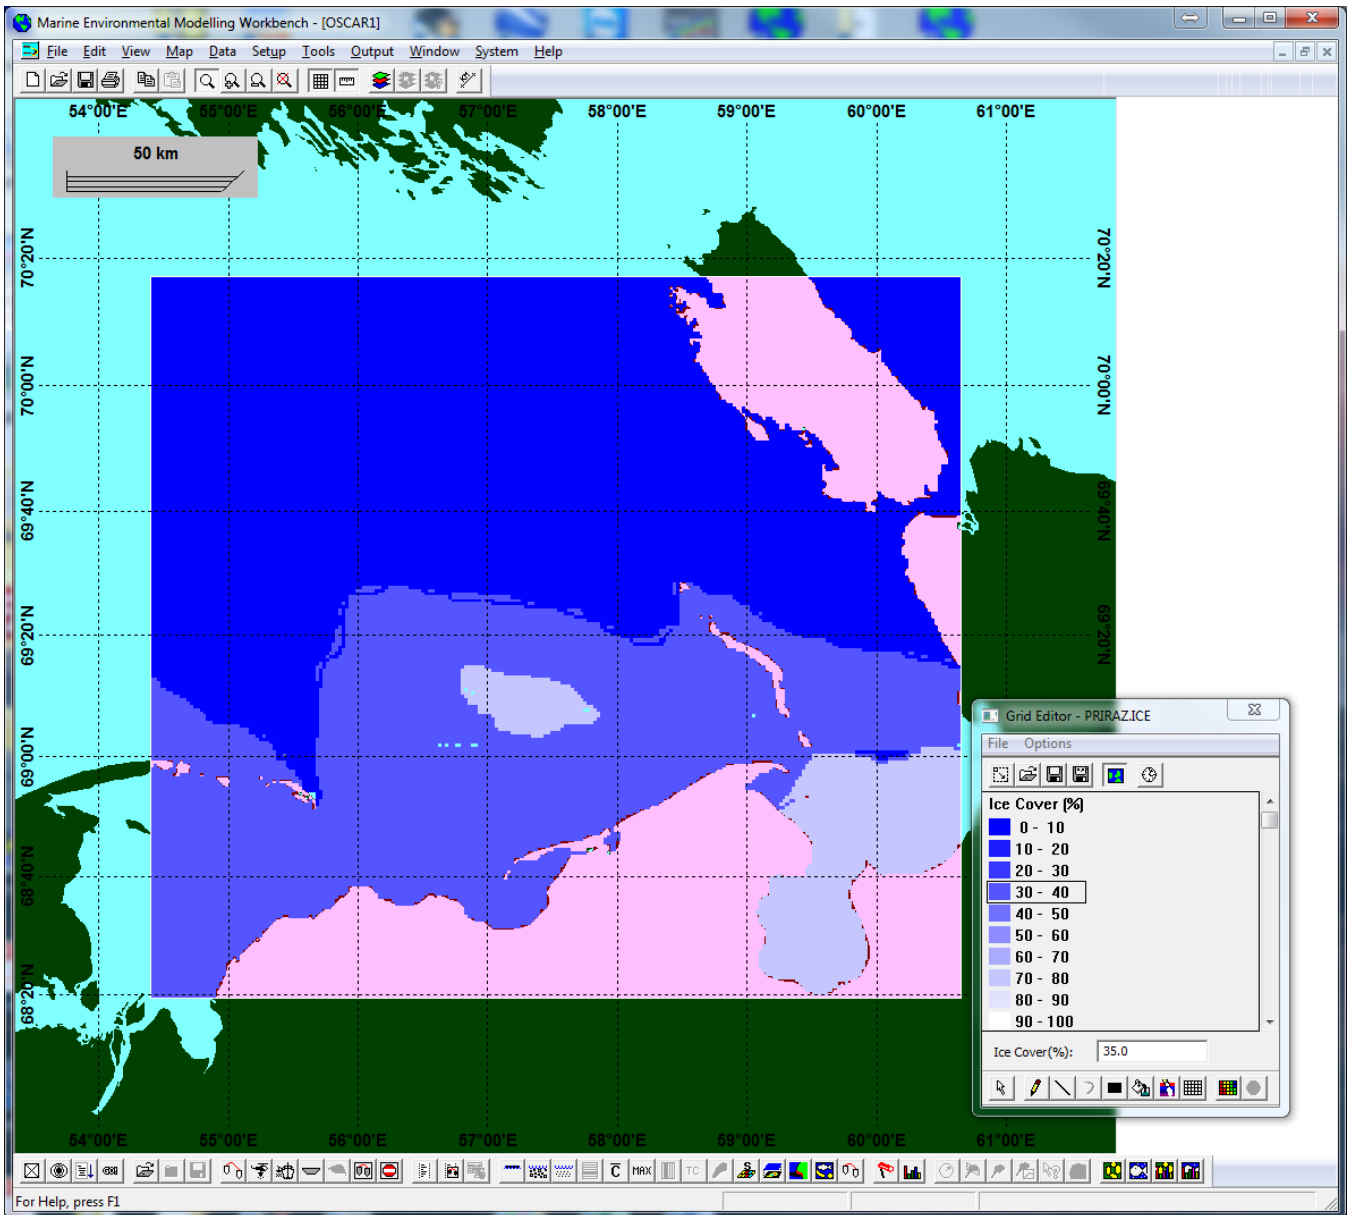 Marine Environmental Modelling Workbench - [OSCAR1]
File Edit View Map Data Setup Tools Output Window System Help
54°00'E 55°00'E 56°00'E 57°00'E 58°00'E 59°00'E 60°00'E 61°00'E
50 km
70°20'N 70°20'N
70°00'N 70°00'N
69°40'N 69°40'N
69°20'N 69°20'N
69°00'N
68°40'N
68°20'N
Grid Editor - PRIRAZ.ICE
File Options
Ice Cover (%)
0 - 10
10 - 20
20 - 30
30 - 40
40 - 50
50 - 60
60 - 70
70 - 80
80 - 90
90 - 100
Ice Cover(%): 35.0
54°00'E 55°00'E 56°00'E 57°00'E 58°00'E 59°00'E 60°00'E 61°00'E
C MAX TC
For Help, press F1